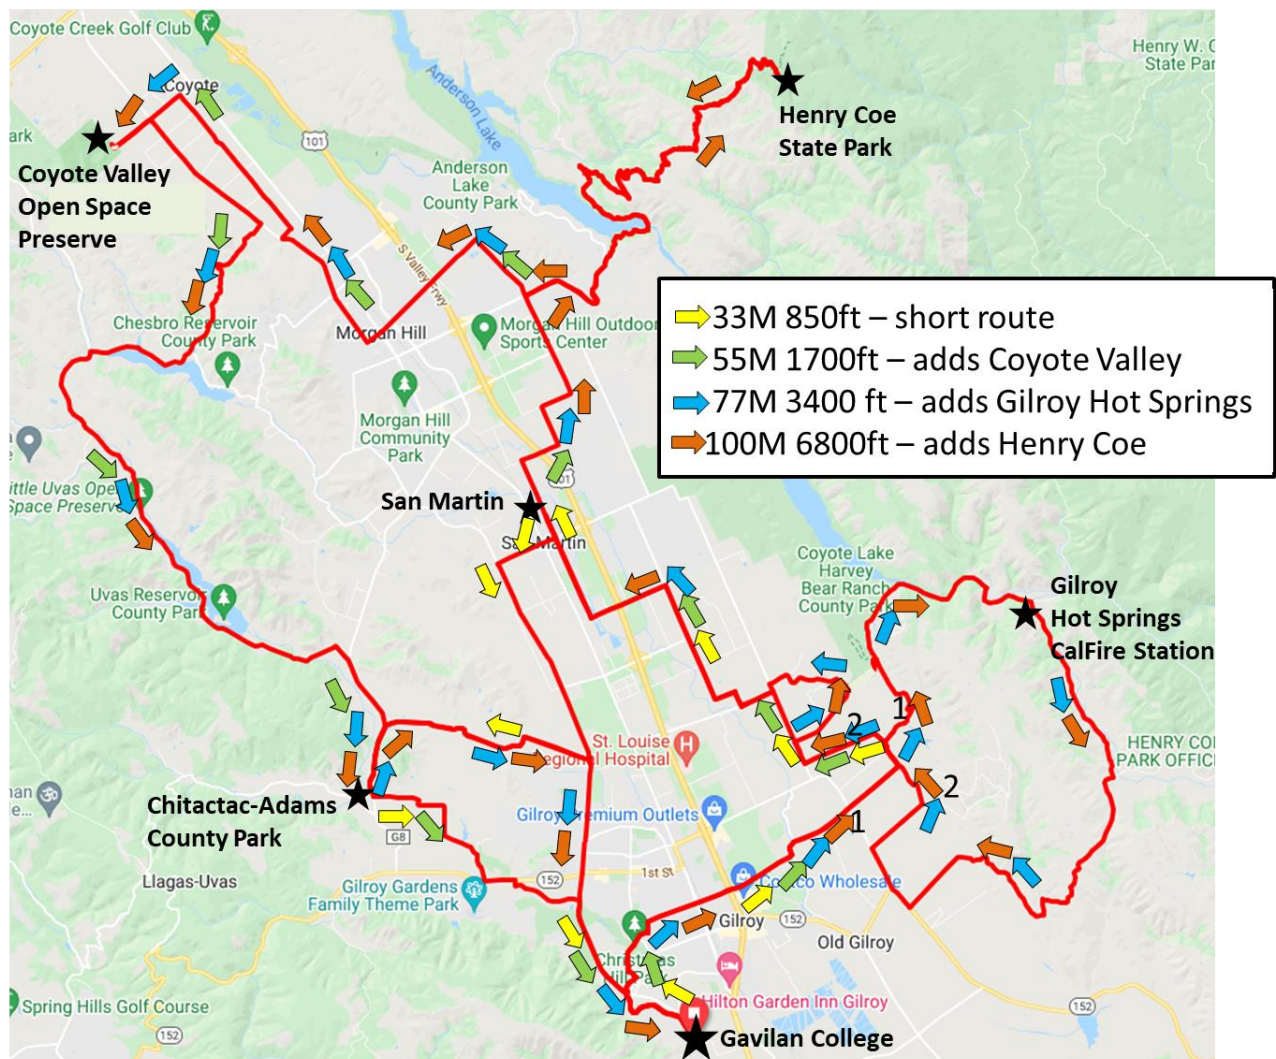 Coyote Creek Golf Club
Henry W. C
State Par
Coyote
Anderson Lake
101
Henry Coe
State Park
ark
Coyote Valley
Open Space
Preserve
Anderson
Lake
County Park
S Valley Frwy
33M 850ft – short route
55M 1700ft – adds Coyote Valley
77M 3400 ft – adds Gilroy Hot Springs
100M 6800ft – adds Henry Coe
Chesbro Reservoir
County Park
Morgan Hill
Morgan Hill Outdoor
Sports Center
Morgan Hill
Community
Park
ittle Uvas Ope
Space Preserve
San Martin
01
San Martin
Coyote Lake
Harvey
Bear Ranch
County Park
Gilroy
Hot Springs
CalFire Station
Uvas Reservoir
County Park
1
2
St. Louise
Regional Hospital
HENRY CO
PARK OFFIC
2
Chitactac-Adams
County Park
G8
Gilroy Premium Outlets
1
Llagas-Uvas
Gilroy Gardens
Family Theme Park
152
1st St
Costco Wholesale
Gilroy
152
Old Gilroy
Christmas
Hill Park
Hilton Garden Inn Gilroy
Spring Hills Golf Course
152
152
Gavilan College